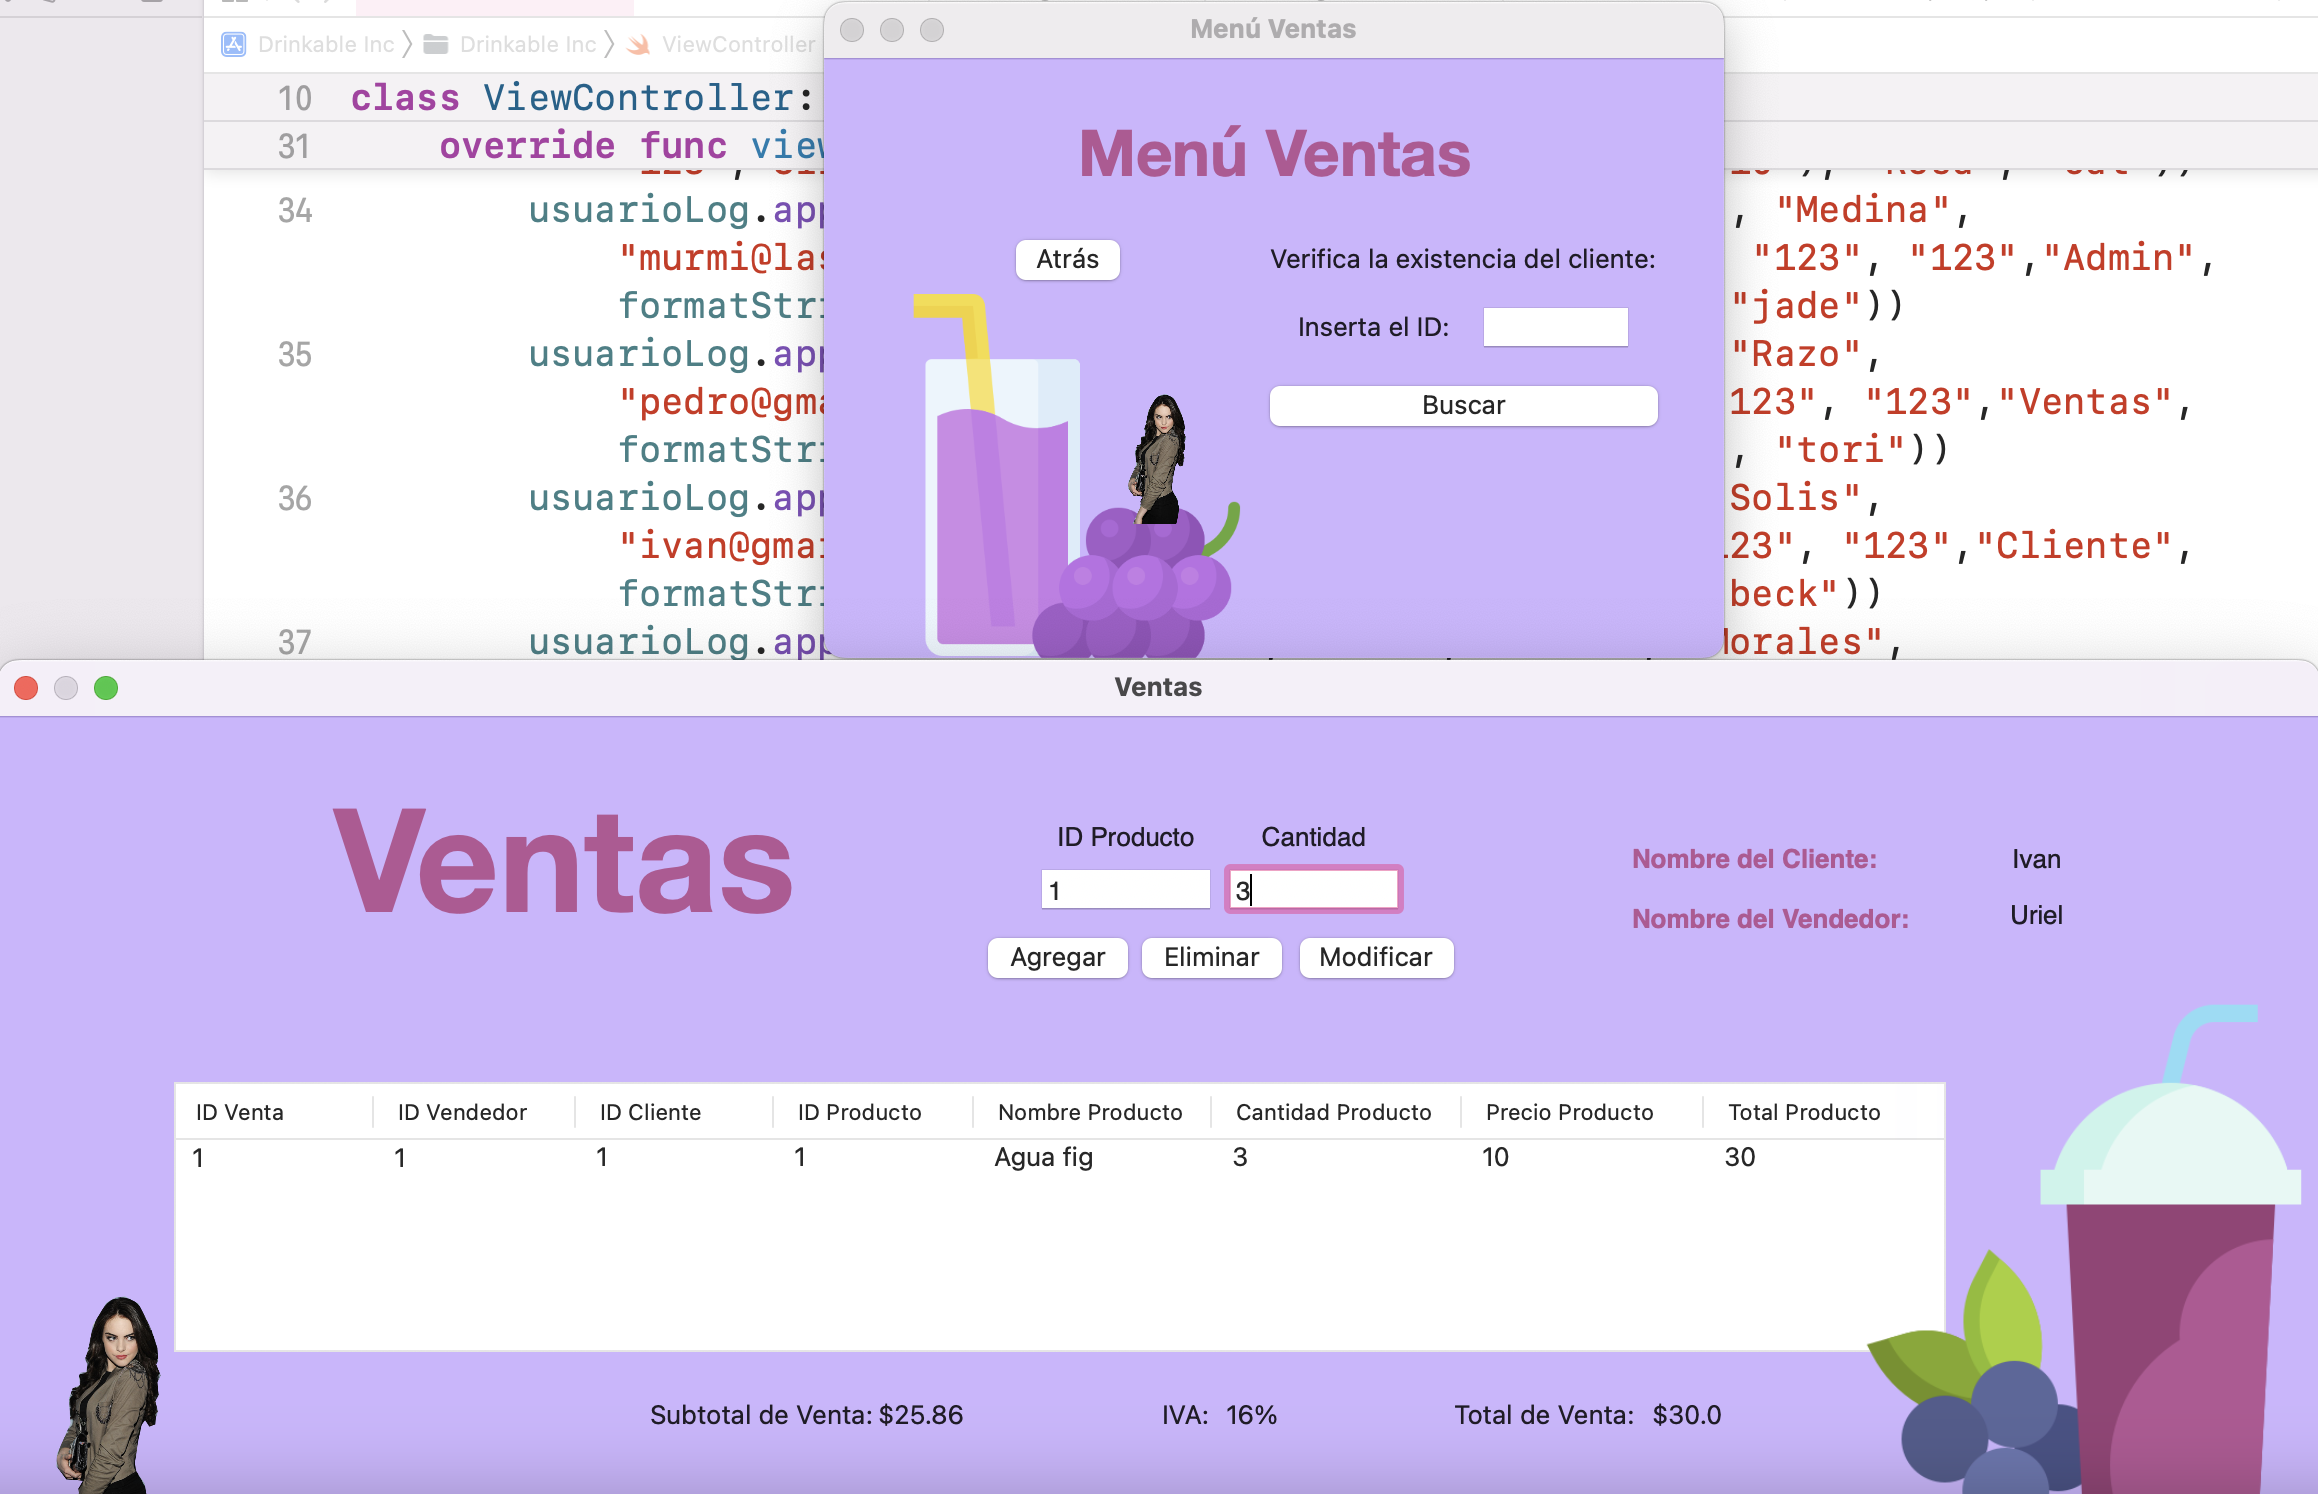 Drinkable Inc Drinkable Inc ViewController
10 class ViewController:
31 override func view
34 usuarioLog.app
"murmi@las
formatStri
35 usuarioLog.app
"pedro@gma
formatStri
36 usuarioLog.app
"ivan@gmai
formatStri
37 usuarioLog.app
, "Medina",
"123", "123","Admin",
"jade"))
"Razo",
123", "123","Ventas",
, "tori"))
Solis",
23", "123","Cliente",
beck"))
Morales",
Menú Ventas
Menú Ventas
Atrás
Verifica la existencia del cliente:
Inserta el ID:
Buscar
Ventas
Ventas
ID Producto Cantidad
1 3
Agregar Eliminar Modificar
Nombre del Cliente: Ivan
Nombre del Vendedor: Uriel
ID Venta ID Vendedor ID Cliente ID Producto Nombre Producto Cantidad Producto Precio Producto Total Producto
1 1 1 1 Agua fig 3 10 30
Subtotal de Venta: $25.86 IVA: 16% Total de Venta: $30.0